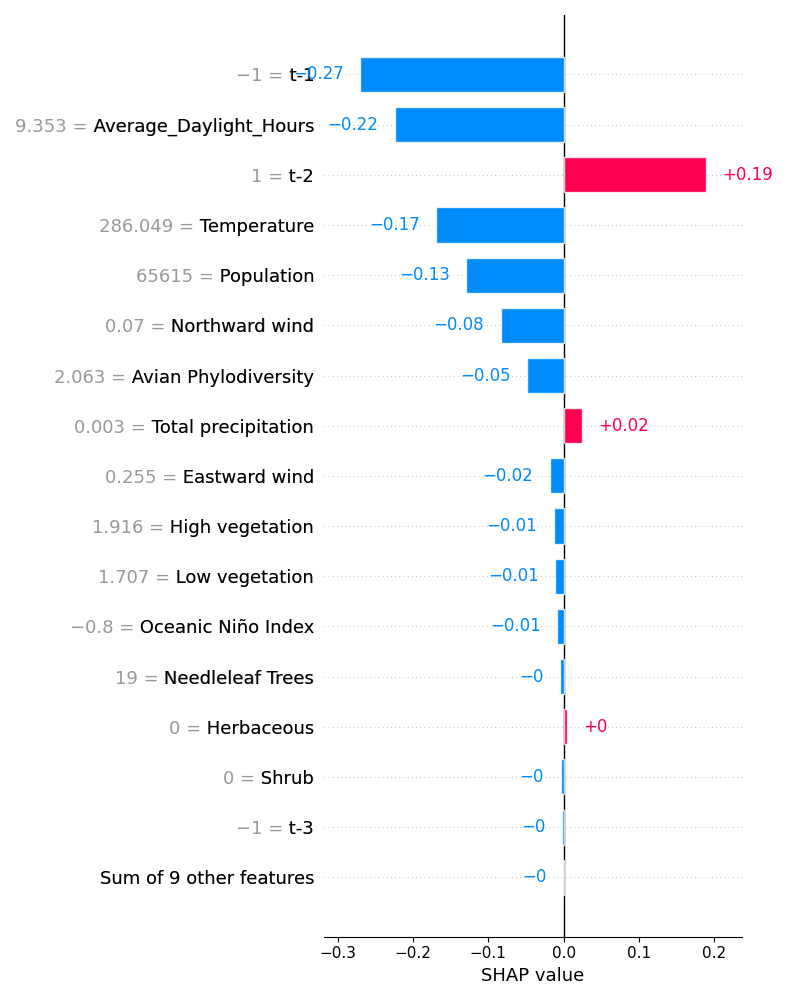 −1 = t-1 −0.27
9.353 = Average_Daylight_Hours −0.22
1 = t-2 +0.19
286.049 = Temperature −0.17
65615 = Population −0.13
0.07 = Northward wind −0.08
2.063 = Avian Phylodiversity −0.05
0.003 = Total precipitation +0.02
0.255 = Eastward wind −0.02
1.916 = High vegetation −0.01
1.707 = Low vegetation −0.01
−0.8 = Oceanic Niño Index −0.01
19 = Needleleaf Trees −0
0 = Herbaceous +0
0 = Shrub −0
−1 = t-3 −0
Sum of 9 other features −0
−0.3 −0.2 −0.1 0.0 0.1 0.2
SHAP value